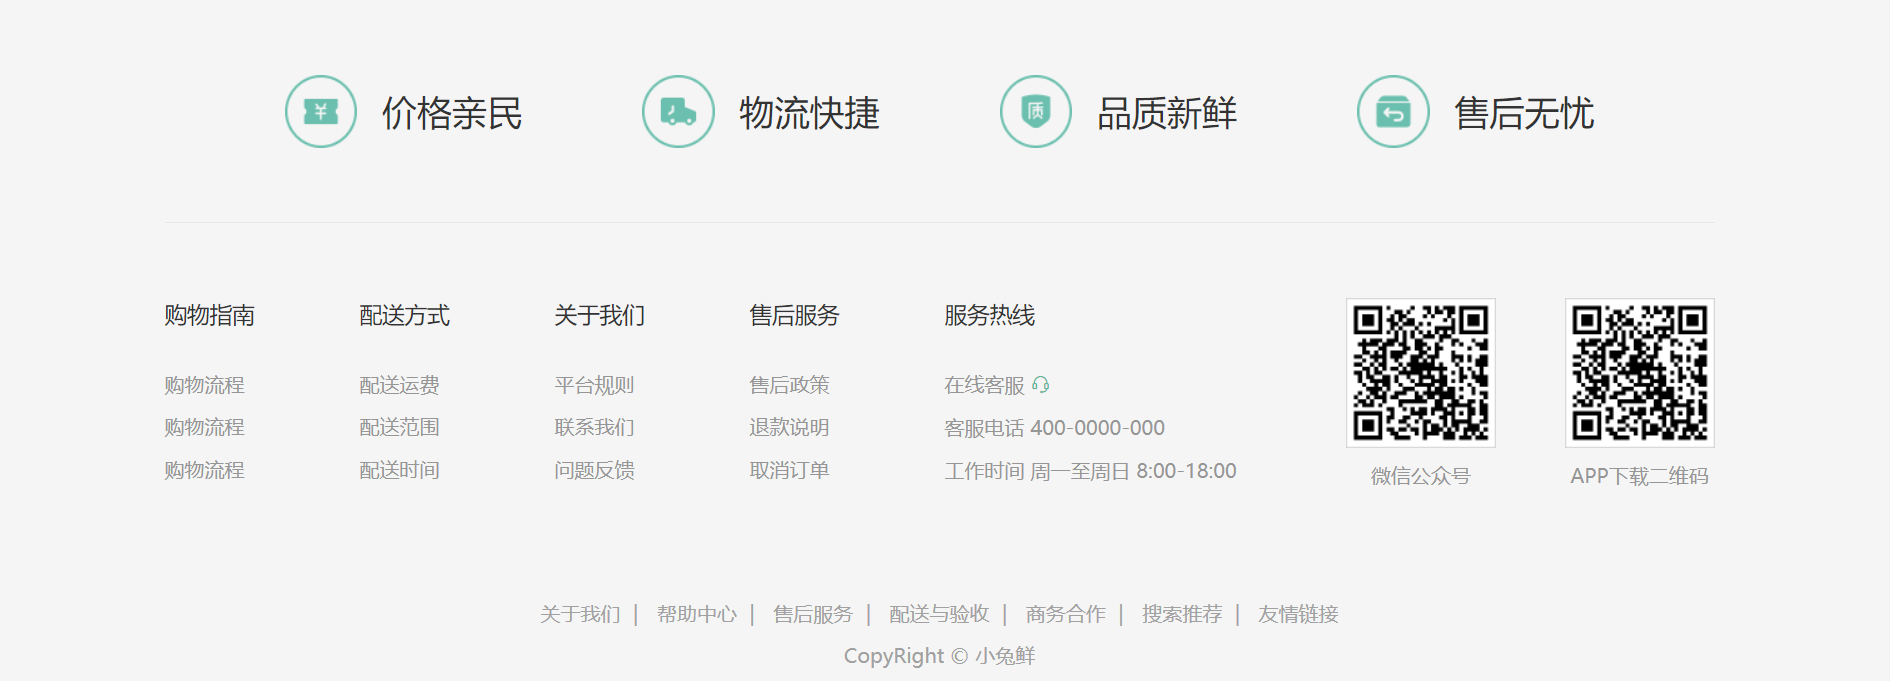 ¥ 价格亲民 物流快捷 质 品质新鲜 售后无忧
购物指南 配送方式 关于我们 售后服务 服务热线
购物流程 配送运费 平台规则 售后政策 在线客服
购物流程 配送范围 联系我们 退款说明 客服电话 400-0000-000
购物流程 配送时间 问题反馈 取消订单 工作时间 周一至周日 8:00-18:00
微信公众号 APP下载二维码
关于我们 | 帮助中心 | 售后服务 | 配送与验收 | 商务合作 | 搜索推荐 | 友情链接
CopyRight © 小兔鲜